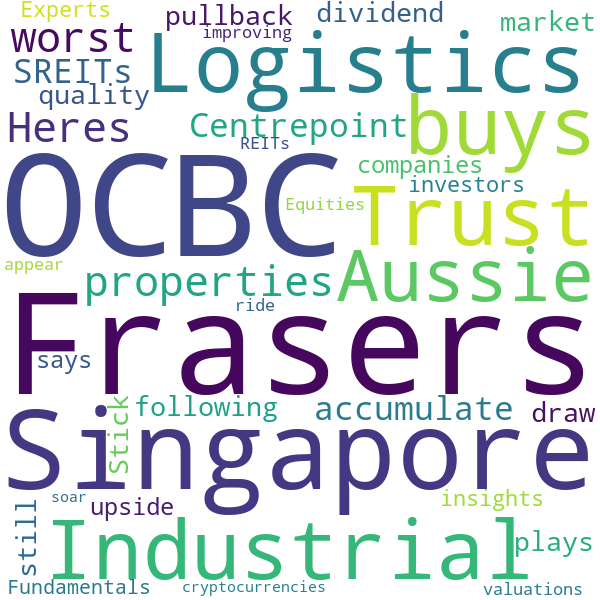 Experts pullback dividend market
worst improving
SREITs Logistics
quality buys
Heres Centrepoint
REITs companies
OCBC investors
Equities Trust
appear properties Aussie
ride
Frasers
says
Stick following accumulate draw
Singapore
soar insights
still upside
Industrial plays
Fundamentals cryptocurrencies valuations